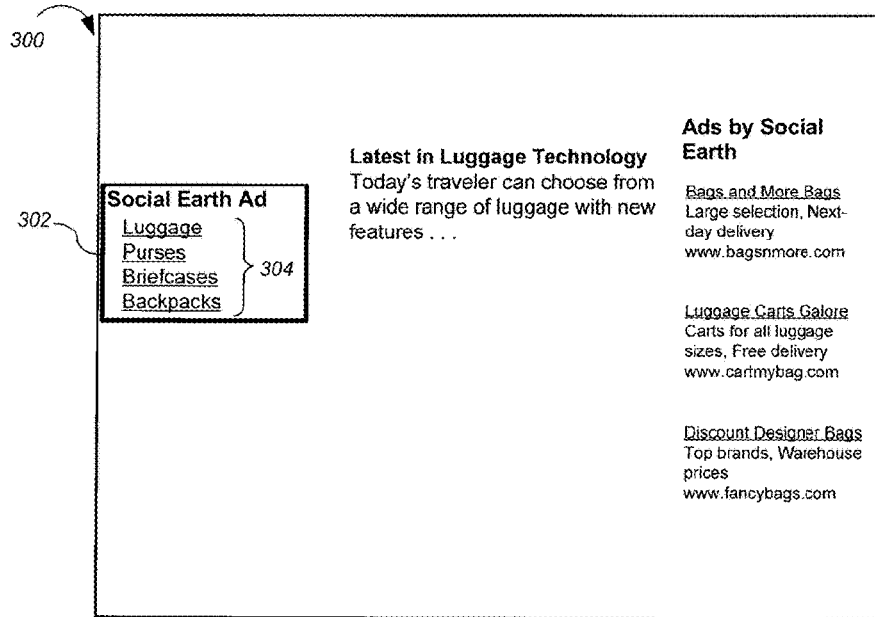 300
302
Social Earth Ad
Luggage
Purses
Briefcases
Backpacks
304
Latest in Luggage Technology
Today's traveler can choose from
a wide range of luggage with new
features . . .
Ads by Social
Earth
Bags and More Bags
Large selection, Next-
day delivery
www.bagsnmore.com
Luggage Carts Galore
Carts for all luggage
sizes, Free delivery
www.cartmybag.com
Discount Designer Bags
Top brands, Warehouse
prices
www.fancybags.com